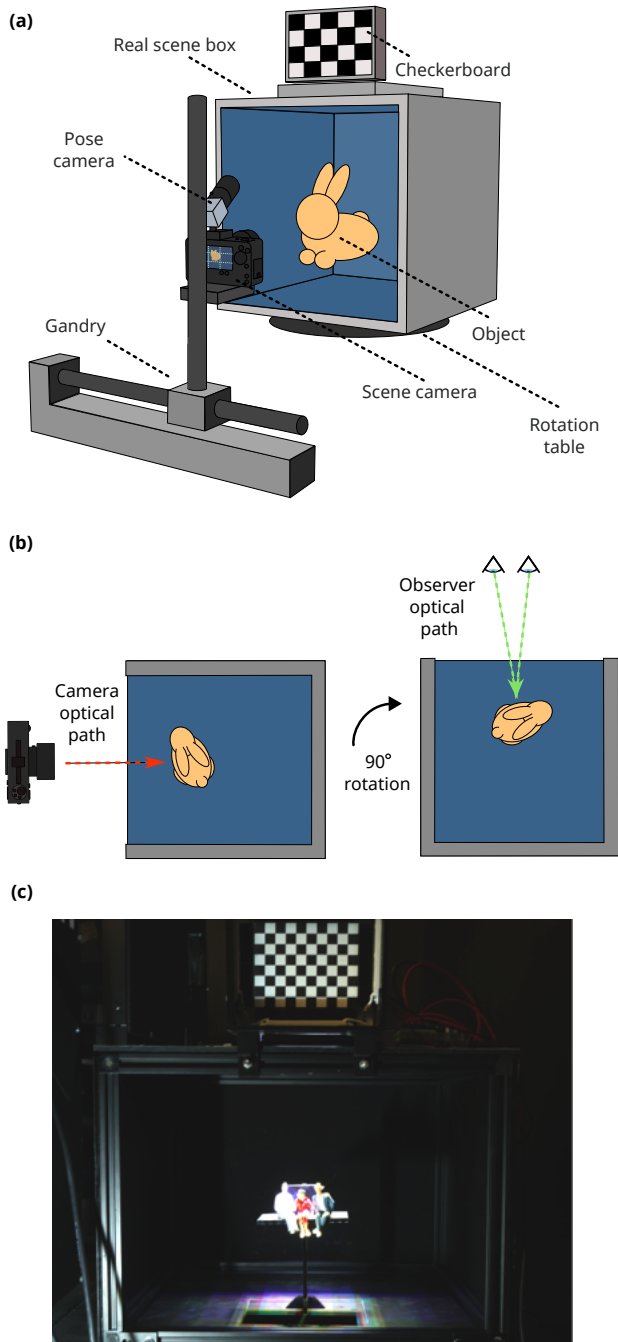 (a)
Real scene box
Checkerboard
Pose
camera
Gandry
Object
Scene camera
Rotation
table
(b)
Observer
optical
path
Camera
optical
path
90°
rotation
(c)